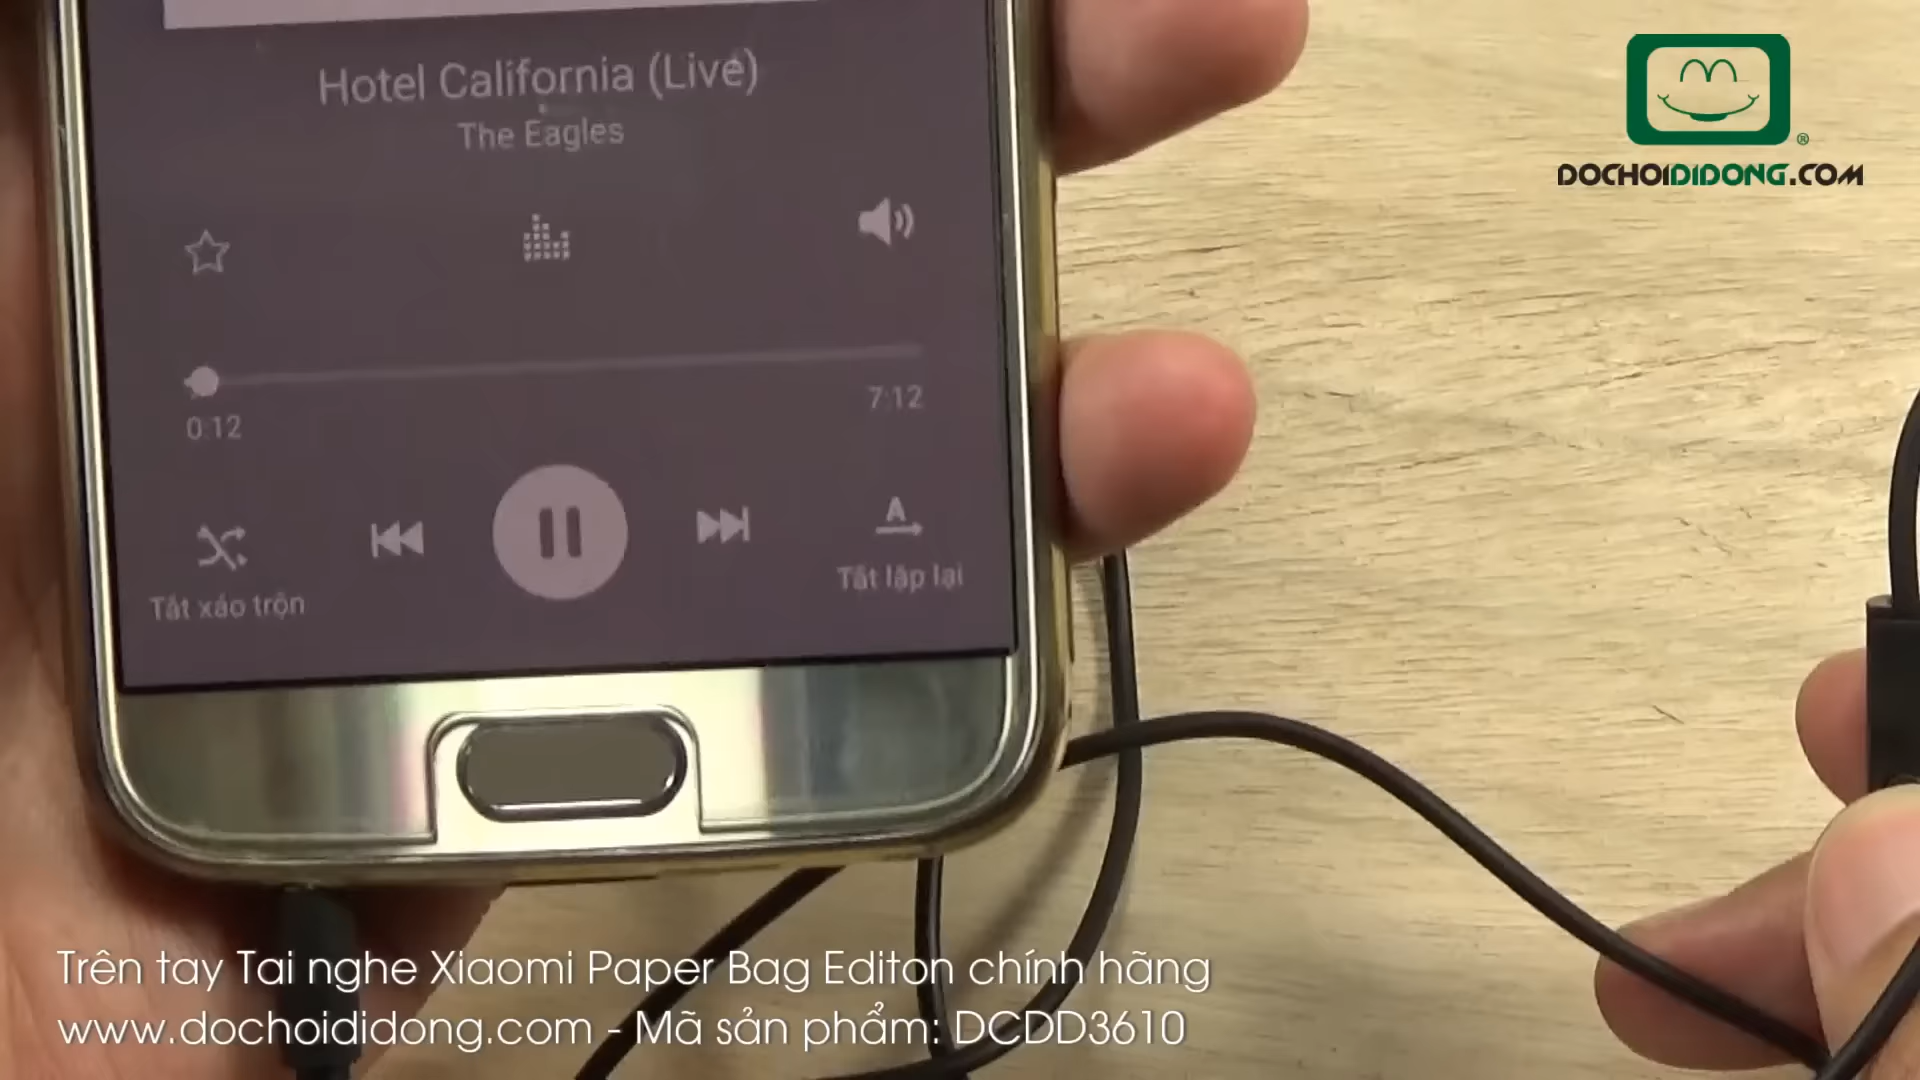 Hotel California (Live)
The Eagles
0:12
7:12
Tắt xáo trộn
A
Tắt lặp lại
DOCHOIDIDONG.COM
®
Trên tay Tai nghe Xiaomi Paper Bag Editon chính hãng
www.dochoididong.com - Mã sản phẩm: DCDD3610